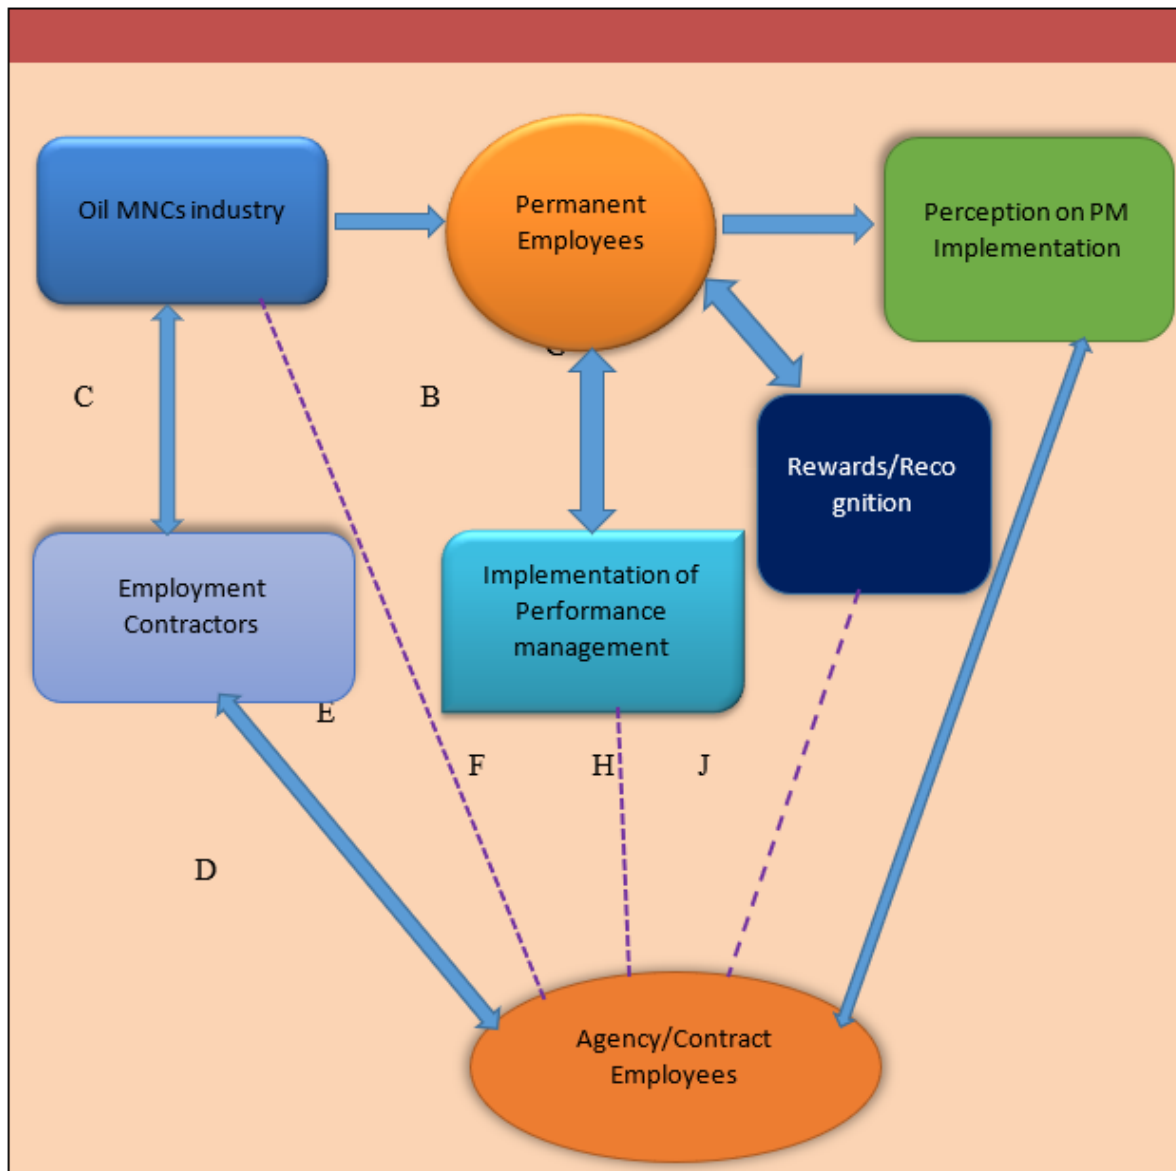 Oil MNCs industry
Permanent
Employees
Perception on PM
Implementation
C
B
Rewards/Reco
gnition
Employment
Contractors
Implementation of
Performance
management
E
F
H
J
D
Agency/Contract
Employees